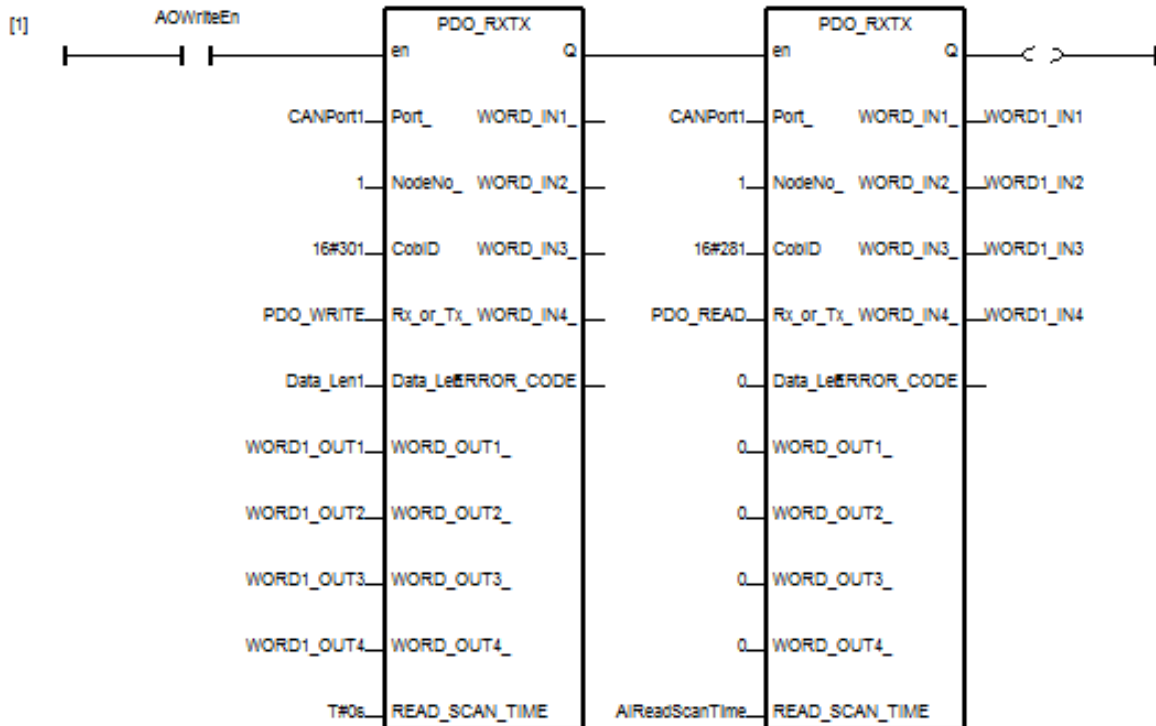 [1] AOWriteEn
PDO_RXTX PDO_RXTX
en Q en Q
CANPort1 Port_ WORD_IN1_ CANPort1 Port_ WORD_IN1_ WORD1_IN1
1 NodeNo_ WORD_IN2_ 1 NodeNo_ WORD_IN2_ WORD1_IN2
16#301 CobID WORD_IN3_ 16#281 CobID WORD_IN3_ WORD1_IN3
PDO_WRITE Rx_or_Tx_ WORD_IN4_ PDO_READ Rx_or_Tx_ WORD_IN4_ WORD1_IN4
Data_Len1 Data_Le ERROR_CODE 0 Data_Le ERROR_CODE
WORD1_OUT1 WORD_OUT1_ 0 WORD_OUT1_
WORD1_OUT2 WORD_OUT2_ 0 WORD_OUT2_
WORD1_OUT3 WORD_OUT3_ 0 WORD_OUT3_
WORD1_OUT4 WORD_OUT4_ 0 WORD_OUT4_
T#0s READ_SCAN_TIME AIReadScanTime READ_SCAN_TIME